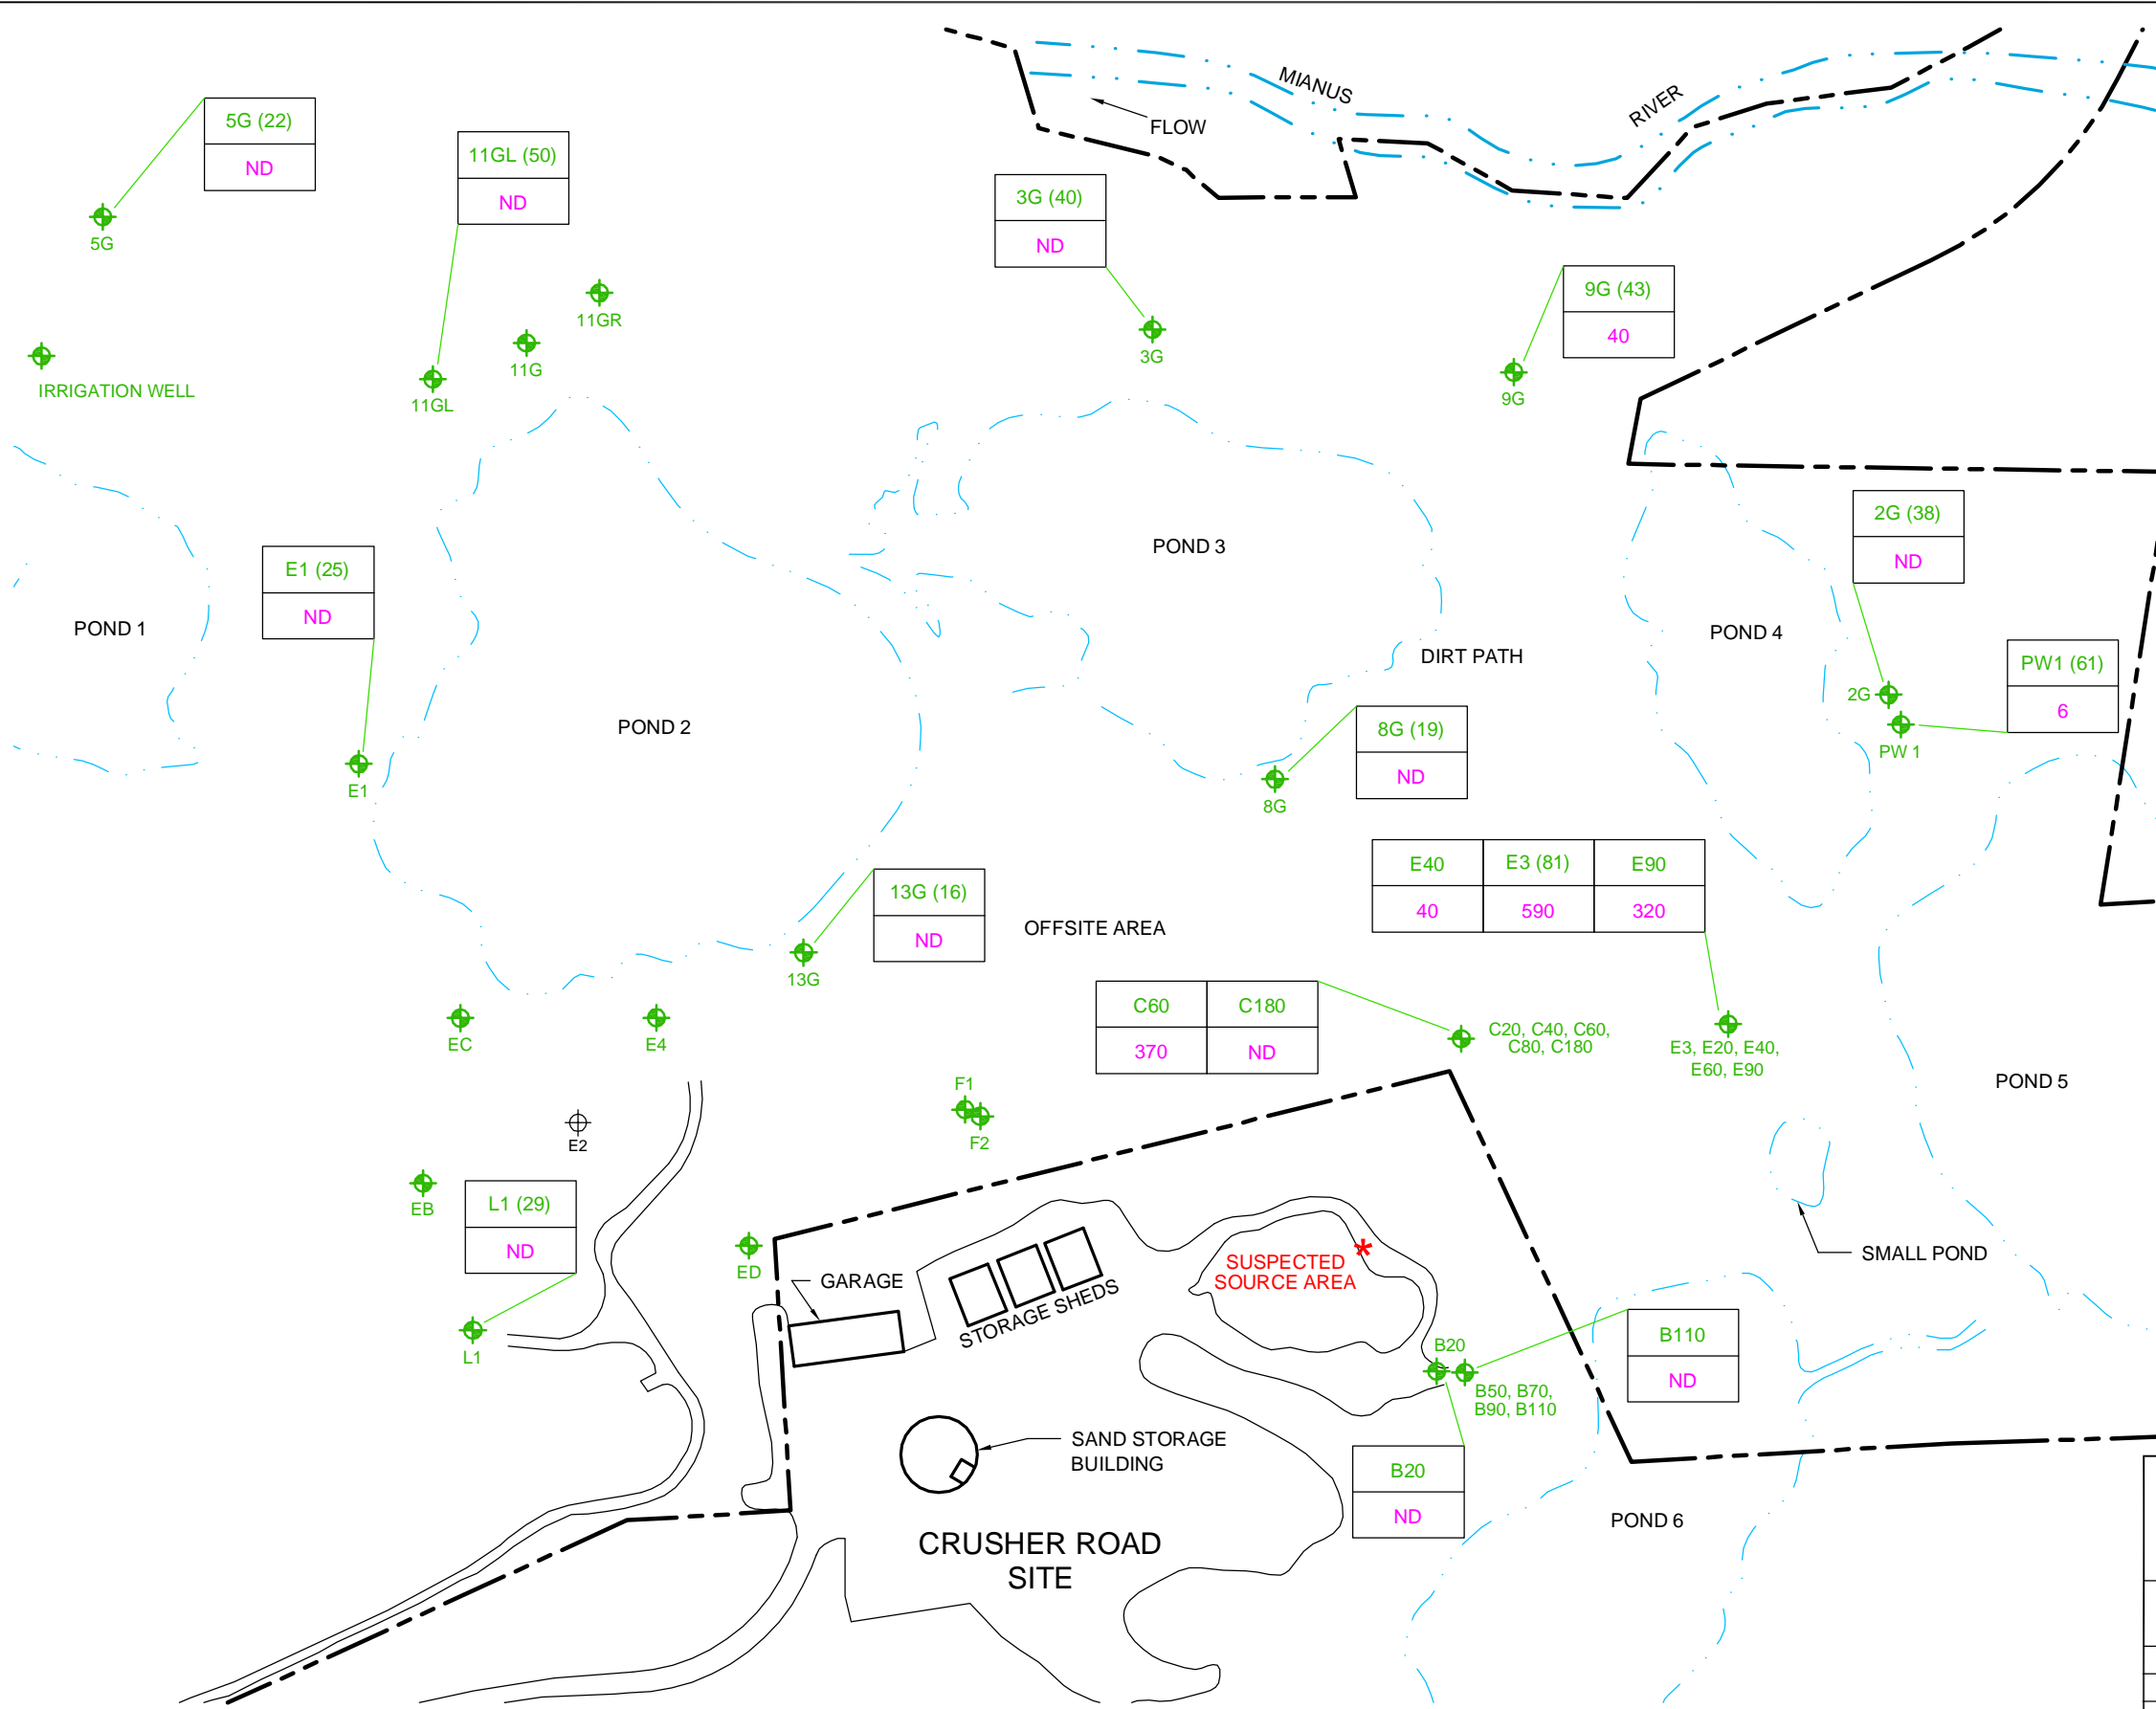 MIANUS
RIVER
FLOW
5G (22)
ND
5G
11GL (50)
ND
3G (40)
ND
9G (43)
40
11GR
11G
11GL
3G
9G
IRRIGATION WELL
2G (38)
ND
POND 3
E1 (25)
ND
POND 1
POND 4
DIRT PATH
PW1 (61)
6
2G
PW 1
POND 2
8G (19)
ND
8G
E1
E40
E3 (81)
E90
40
590
320
13G (16)
ND
13G
OFFSITE AREA
C60
C180
370
ND
C20, C40, C60,
C80, C180
E3, E20, E40,
E60, E90
EC
E4
POND 5
F1
F2
E2
EB
L1 (29)
ND
L1
ED
GARAGE
STORAGE SHEDS
SUSPECTED
SOURCE AREA
*
SMALL POND
B20
B50, B70,
B90, B110
B110
ND
SAND STORAGE
BUILDING
B20
ND
POND 6
CRUSHER ROAD
SITE